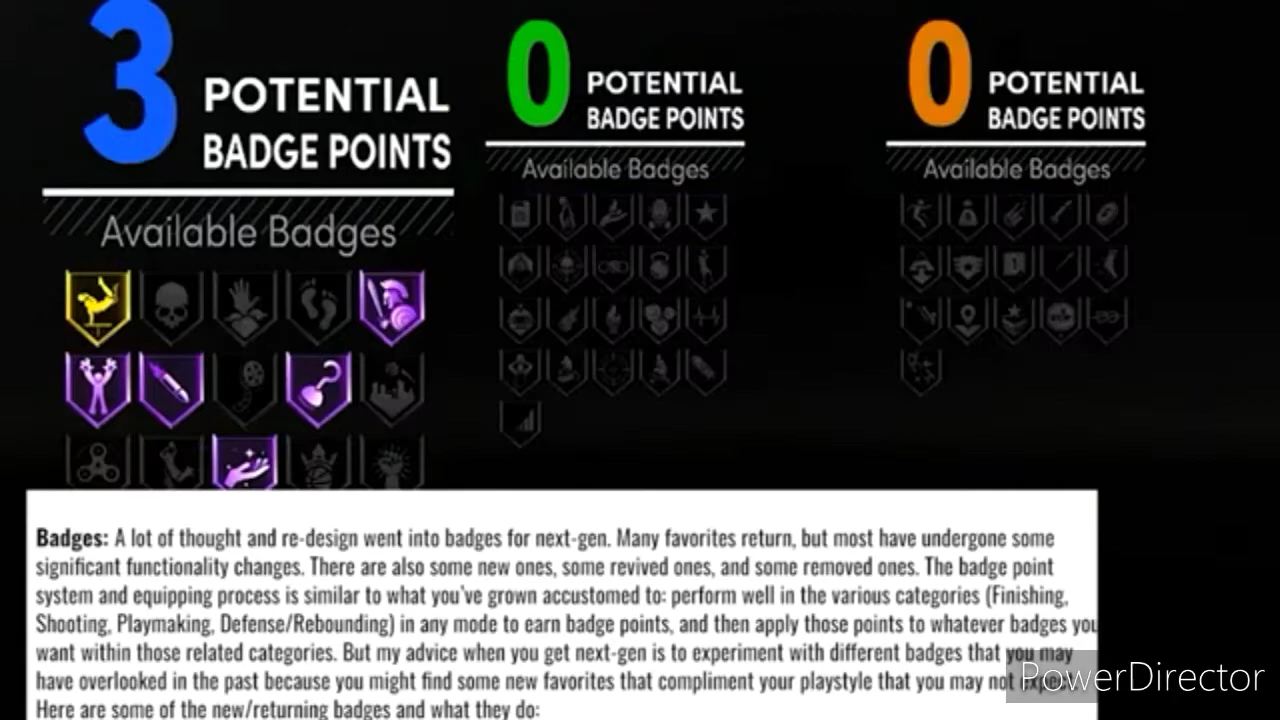 3 POTENTIAL
BADGE POINTS
Available Badges
0 POTENTIAL
BADGE POINTS
Available Badges
0 POTENTIAL
BADGE POINTS
Available Badges
Badges: A lot of thought and re-design went into badges for next-gen. Many favorites return, but most have undergone some
significant functionality changes. There are also some new ones, some revived ones, and some removed ones. The badge point
system and equipping process is similar to what you've grown accustomed to: perform well in the various categories (Finishing,
Shooting, Playmaking, Defense/Rebounding) in any mode to earn badge points, and then apply those points to whatever badges you
want within those related categories. But my advice when you get next-gen is to experiment with different badges that you may
have overlooked in the past because you might find some new favorites that compliment your playstyle that you may not
Here are some of the new/returning badges and what they do:
PowerDirector